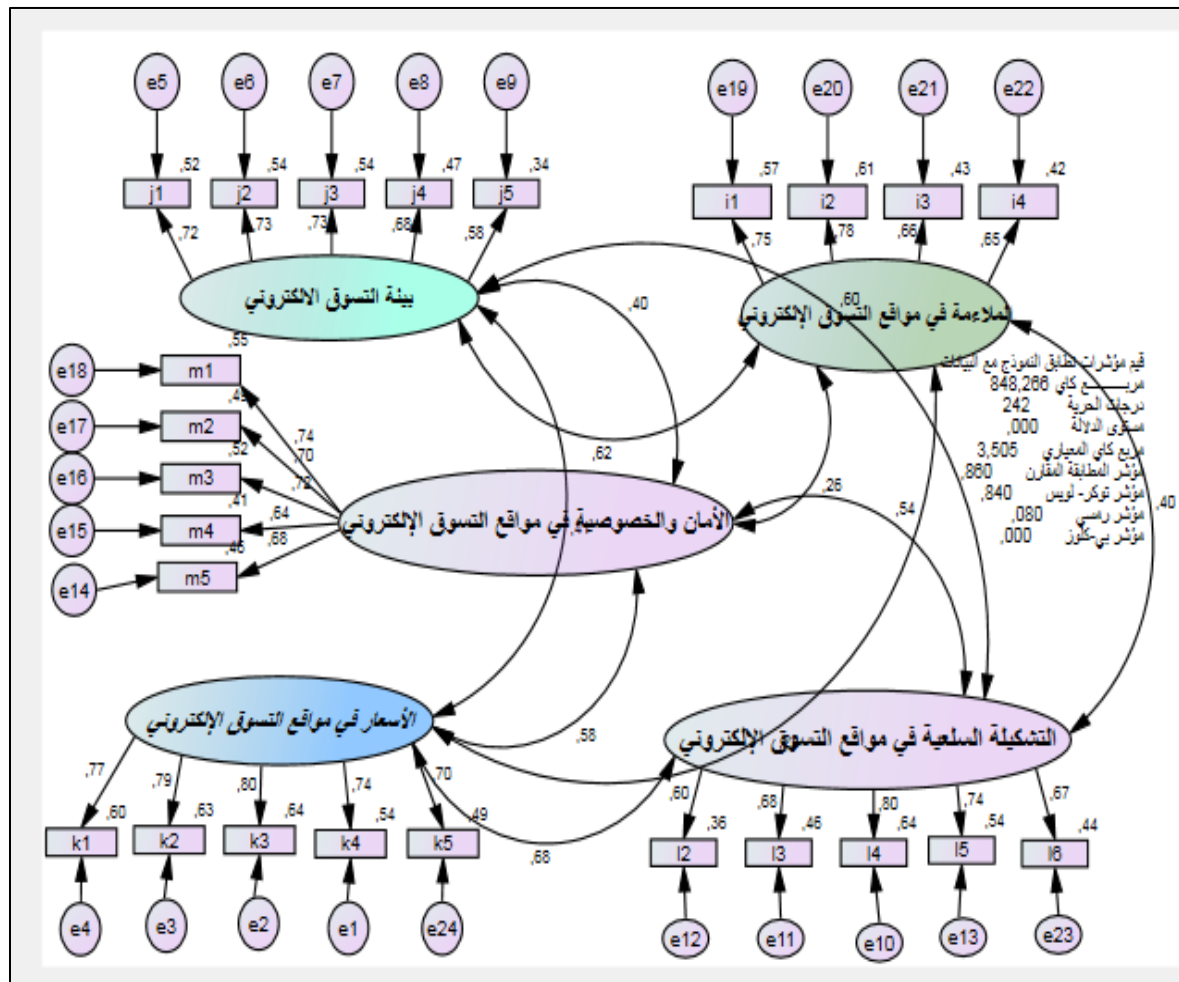 e5 e6 e7 e8 e9
,52 ,54 ,54 ,47 ,34
j1 j2 j3 j4 j5
,72 ,73 ,73 ,68 ,58
بيئة التسوق الالكتروني
e19 e20 e21 e22
,57 ,61 ,43 ,42
i1 i2 i3 i4
,75 ,78 ,66 ,65
الملاءمة في مواقع التسوق الإلكتروني
,60
,40
قيم مؤشرات تطابق النموذج مع البيانات
مربـــــع كاي 848,266
درجات الحرية 242
مستوى الدلالة ,000
مربع كاي المعياري 3,505
مؤشر المطابقة المقارن ,860
مؤشر توكر- لويس ,840
مؤشر رمسي ,080
مؤشر بي-كلوز ,000
,55
e18 m1
e17 m2
,52
e16 m3
,41
e15 m4
,46
e14 m5
,74
,70
,72
,64
,68
الأمان والخصوصية في مواقع التسوق الإلكتروني
,62
,26
,54
,40
,58
الأسعار في مواقع التسوق الإلكتروني
,77 ,79 ,80 ,74 ,70
,60 ,63 ,64 ,54 ,49
k1 k2 k3 k4 k5
e4 e3 e2 e1 e24
,68
التشكيلة السلعية في مواقع التسوق الإلكتروني
,60 ,68 ,80 ,74 ,67
,36 ,46 ,64 ,54 ,44
l2 l3 l4 l5 l6
e12 e11 e10 e13 e23